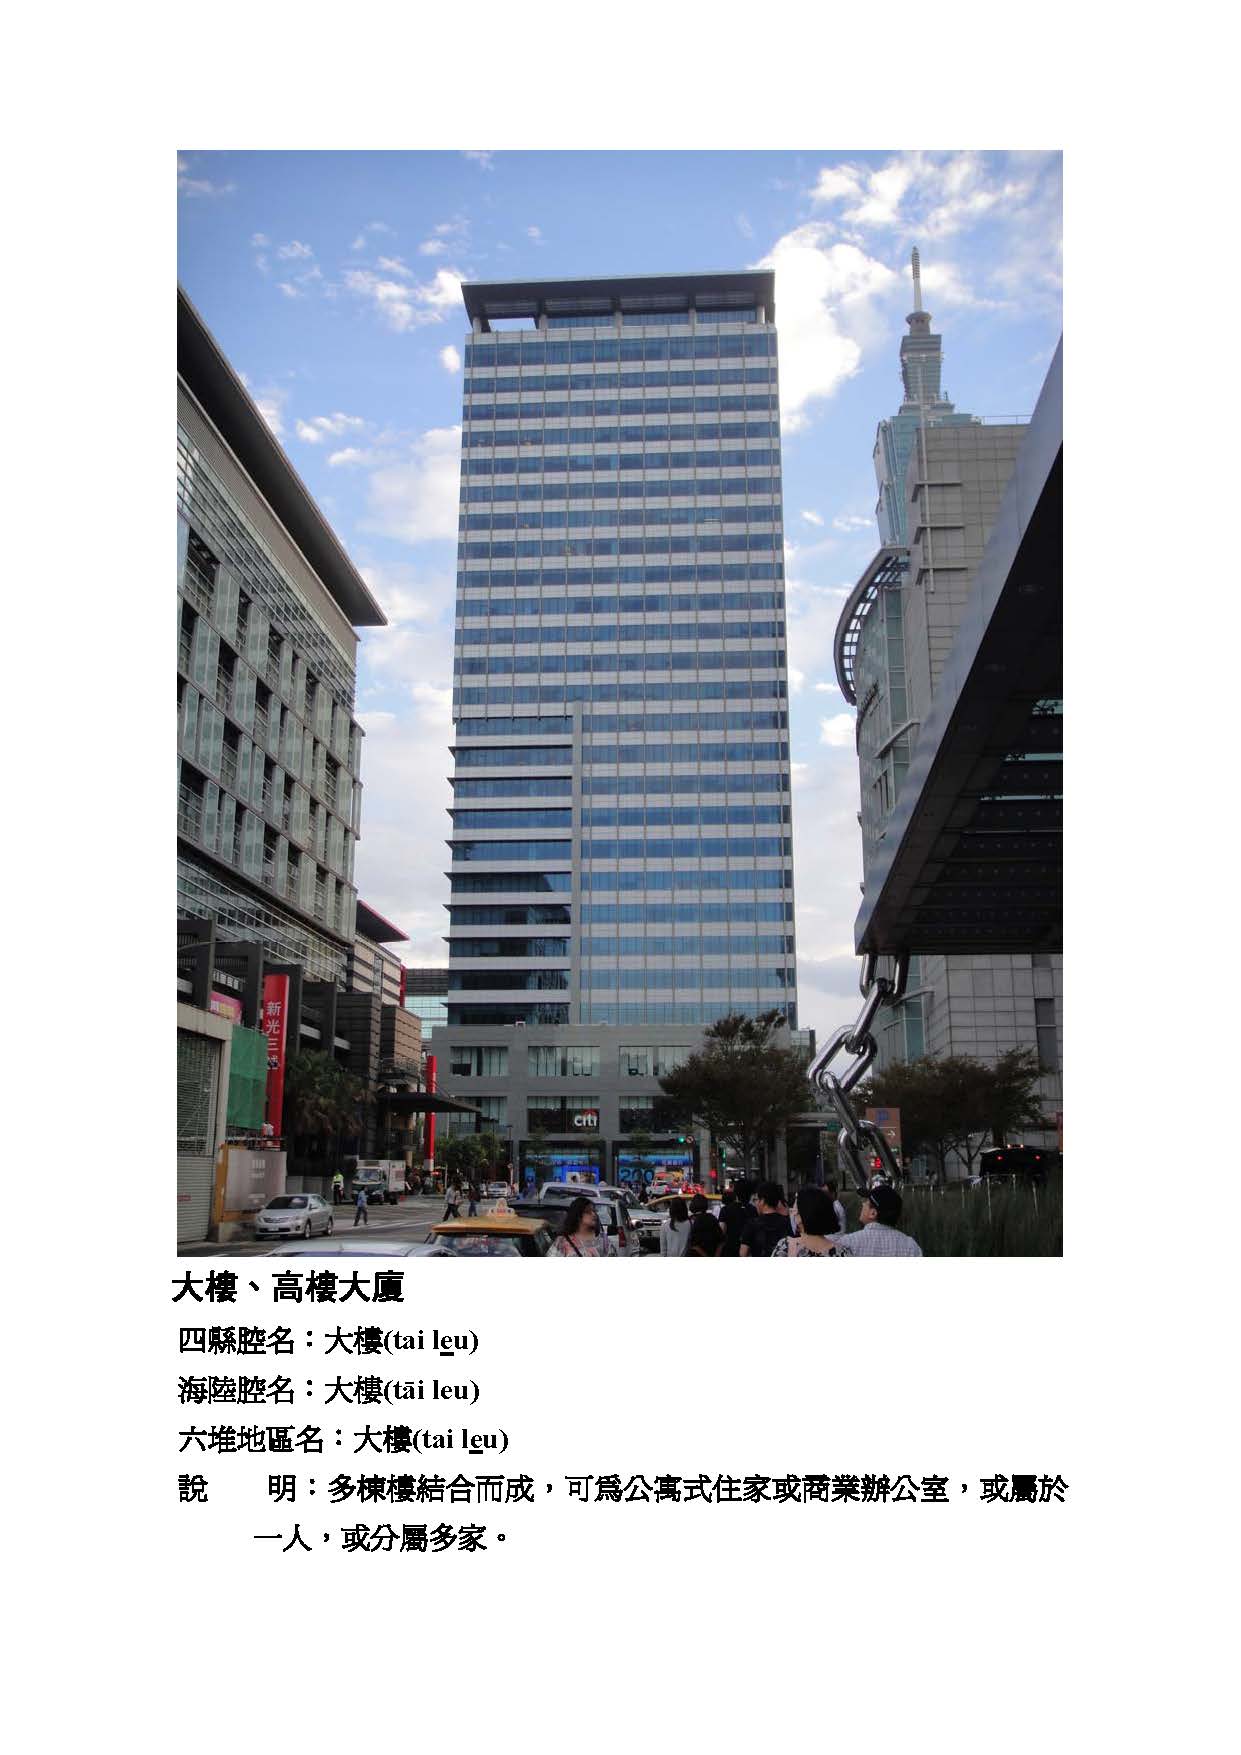 新光三越
citi
大樓、高樓大廈
四縣腔名：大樓(tai le̲u)
海陸腔名：大樓(tāi leu)
六堆地區名：大樓(tai le̲u)
說　　明：多棟樓結合而成，可為公寓式住家或商業辦公室，或屬於
一人，或分屬多家。